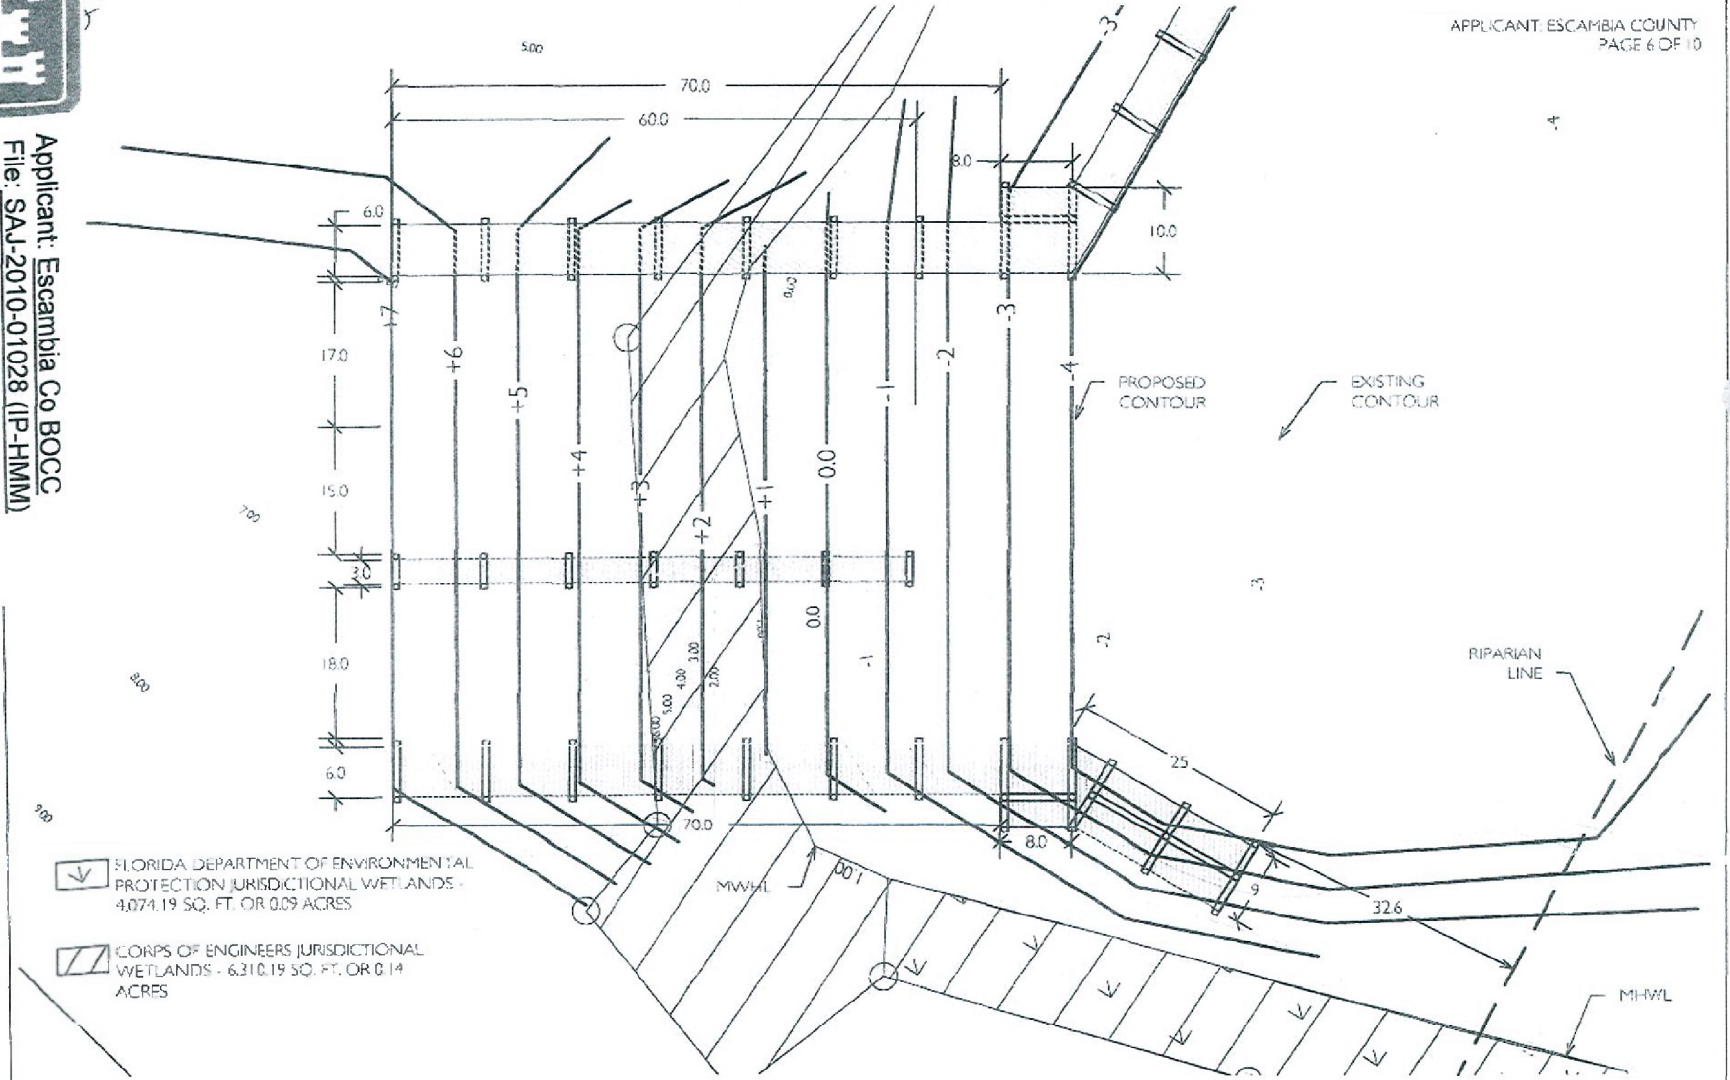 APPLICANT: ESCAMBIA COUNTY
PAGE 6 OF 10
Applicant: Escambia Co BOCC
File: SAJ-2010-01028 (IP-HMM)
5.00
70.0
60.0
8.0
-3
-4
6.0
10.0
0.00
+7
+6
+5
+4
+3
+2
+1
0.0
-1
-2
-3
-4
17.0
15.0
3.0
18.0
6.0
PROPOSED
CONTOUR
EXISTING
CONTOUR
7.00
8.00
9.00
0.0
-1
-2
-3
3.00
4.00
2.00
5.00
6.00
RIPARIAN
LINE
25
70.0
8.0
9
32.6
MWHL
1.00
MHWL
FLORIDA DEPARTMENT OF ENVIRONMENTAL
PROTECTION JURISDICTIONAL WETLANDS -
4,074.19 SQ. FT. OR 0.09 ACRES
CORPS OF ENGINEERS JURISDICTIONAL
WETLANDS - 6,310.19 SQ. FT. OR 0.14
ACRES